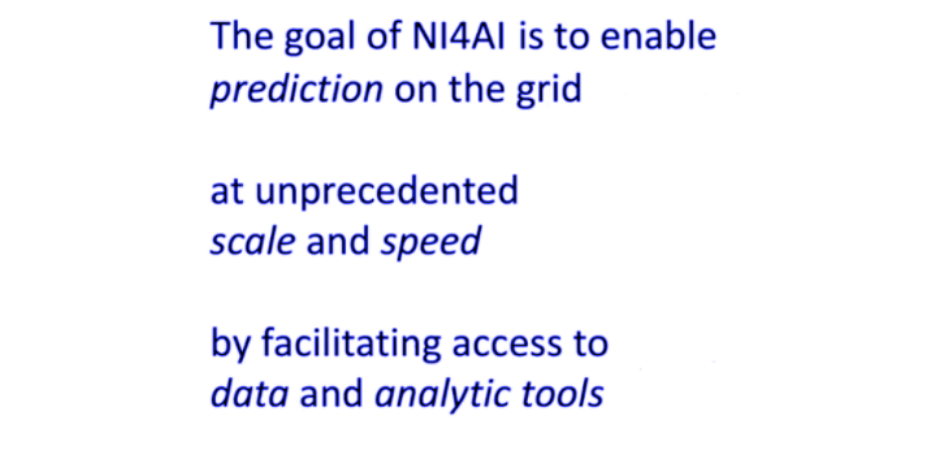 The goal of NI4AI is to enable
prediction on the grid
at unprecedented
scale and speed
by facilitating access to
data and analytic tools